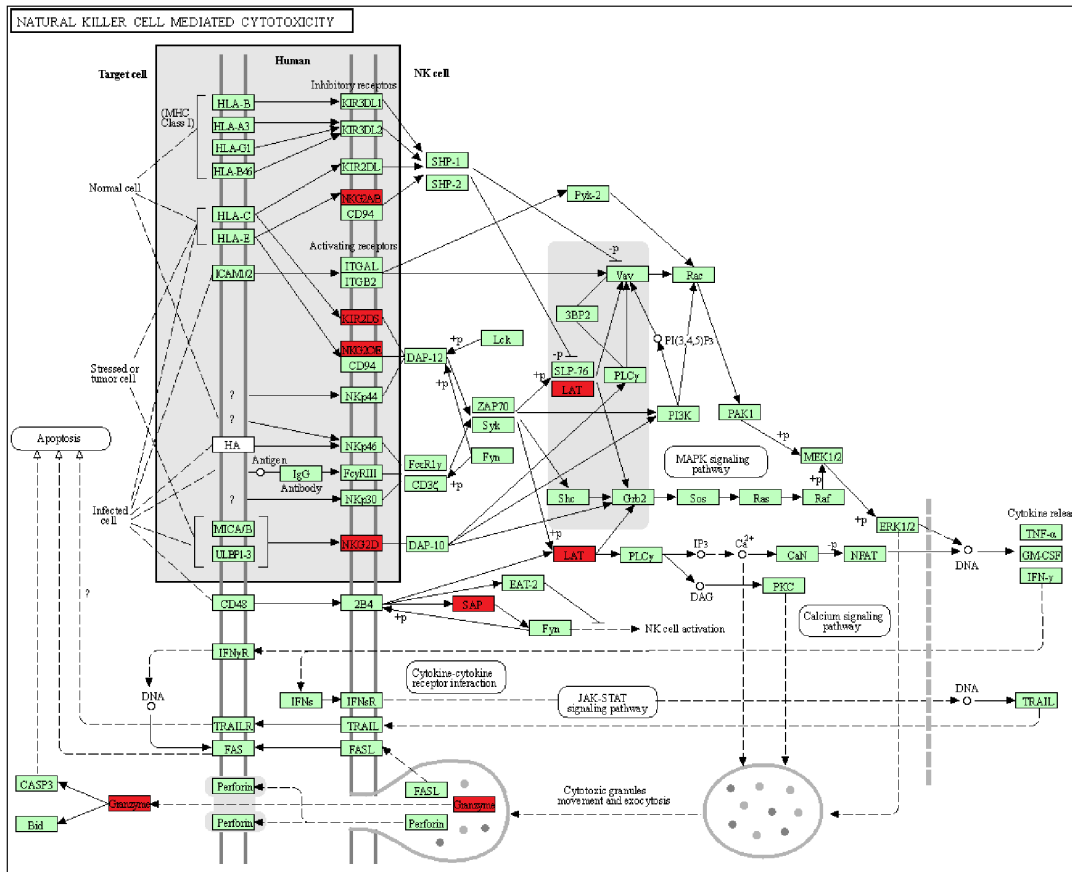 NATURAL KILLER CELL MEDIATED CYTOTOXICITY
Target cell
Human
NK cell
Inhibitory receptors
(MHC
Class I)
HLA-B
HLA-A3
HLA-G1
HLA-B46
KIR3DL1
KIR3DL2
KIR2DL
NKG2A/B
CD94
SHP-1
SHP-2
Pyk-2
Normal cell
HLA-C
HLA-E
ICAM1/2
Activating receptors
ITGAL
ITGB2
KIR2DS
NKG2C/E
CD94
-p
Vav
Rac
3BP2
PI(3,4,5)P3
DAP-12
+p
Lck
-p
SLP-76
LAT
PLCγ
+p
+p
Stressed or
tumor cell
?
NKp44
?
ZAP70
Syk
PI3K
PAK1
+p
Apoptosis
HA
NKp46
FcεR1γ
CD3ζ
Fyn
+p
Antigen
IgG
Antibody
FcγRIII
MAPK signaling
pathway
MEK1/2
+p
?
NKp30
Infected
cell
Shc
Grb2
Sos
Ras
Raf
+p
ERK1/2
Cytokine release
TNF-α
GM-CSF
IFN-γ
DNA
MICA/B
ULBP1-3
NKG2D
DAP-10
+p
LAT
PLCγ
IP3
Ca2+
CaN
-p
NFAT
DAG
PKC
?
CD48
2B4
+p
EAT-2
SAP
Fyn
NK cell activation
Calcium signaling
pathway
IFNγR
Cytokine-cytokine
receptor interaction
DNA
IFNs
IFNsR
JAK-STAT
signaling pathway
DNA
TRAIL
TRAILR
TRAIL
FAS
FASL
CASP3
Bid
Granzyme
Perforin
Perforin
FASL
Granzyme
Perforin
Cytotoxic granules
movement and exocytosis